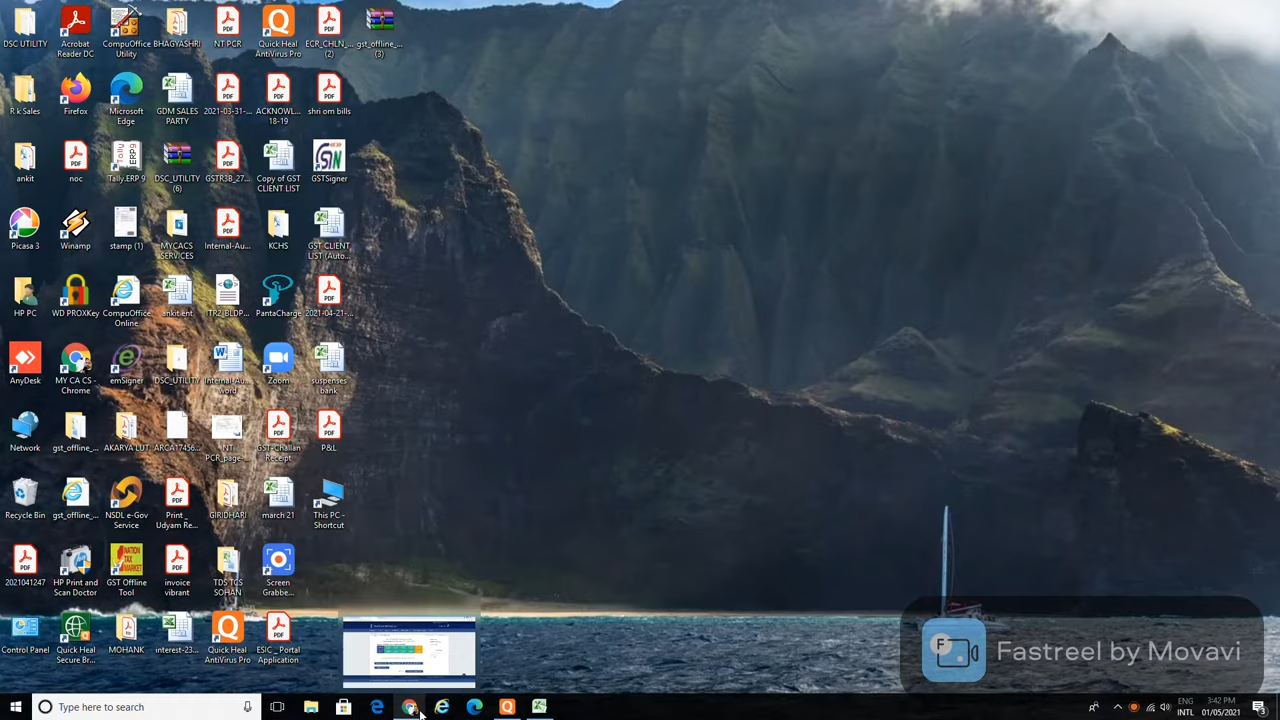 DSC UTILITY
Acrobat
Reader DC
CompuOffice
Utility
BHAGYASHRI
NT PCR
Quick Heal
AntiVirus Pro
ECR_CHLN_...
(2)
gst_offline_...
(3)
R k Sales
Firefox
Microsoft
Edge
GDM SALES
PARTY
2021-03-31-...
ACKNOWL...
18-19
shri om bills
ankit
noc
Tally.ERP 9
DSC_UTILITY
(6)
GSTR3B_27...
Copy of GST
CLIENT LIST
GSTSigner
Picasa 3
Winamp
stamp (1)
MYCACS
SERVICES
Internal-Au...
KCHS
GST CLIENT
LIST (Auto...
HP PC
WD PROXKey
CompuOffice
Online
ankit ent
ITR2_BLDP...
PantaCharge
2021-04-21-...
AnyDesk
MY CA CS -
Chrome
emSigner
DSC_UTILITY
Internal-Au...
word
Zoom
suspenses
bank
Network
gst_offline_...
AKARYA LUT
ARCA17456...
NT
PCR_page-...
GST-Challan
Receipt
P&L
Recycle Bin
gst_offline_...
NSDL e-Gov
Service
Print _
Udyam Re...
GIRIDHARI
march 21
This PC -
Shortcut
2021041247
HP Print and
Scan Doctor
GST Offline
Tool
invoice
vibrant
TDS TCS
SOHAN
Screen
Grabbe...
Control Panel
Quick Heal
Secure Br...
MOHIT
interest-23...
Quick Heal
AntiVirus Pro
ESIC _ Portal
Application
Fastreel by Movavi
Type here to search
ENG
INTL
3:42 PM
01/05/2021